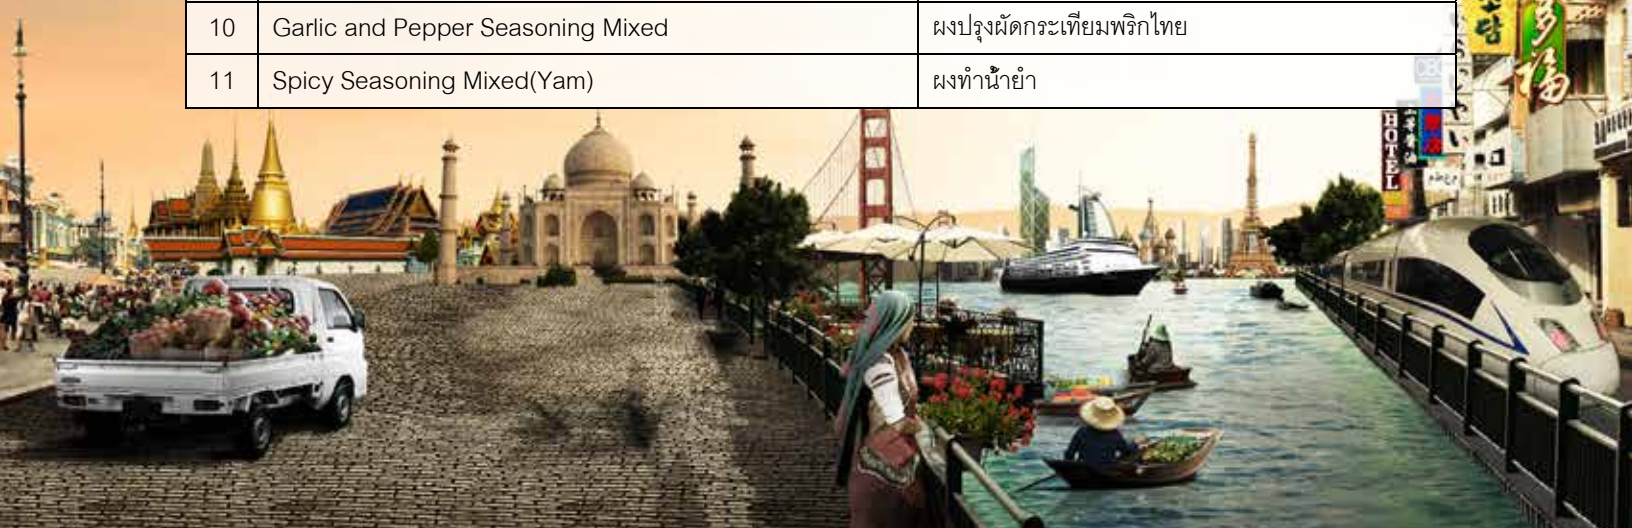 10 Garlic and Pepper Seasoning Mixed ผงปรุงผัดกระเทียมพริกไทย
11 Spicy Seasoning Mixed(Yam) ผงทำน้ำยำ
多福
HOTEL